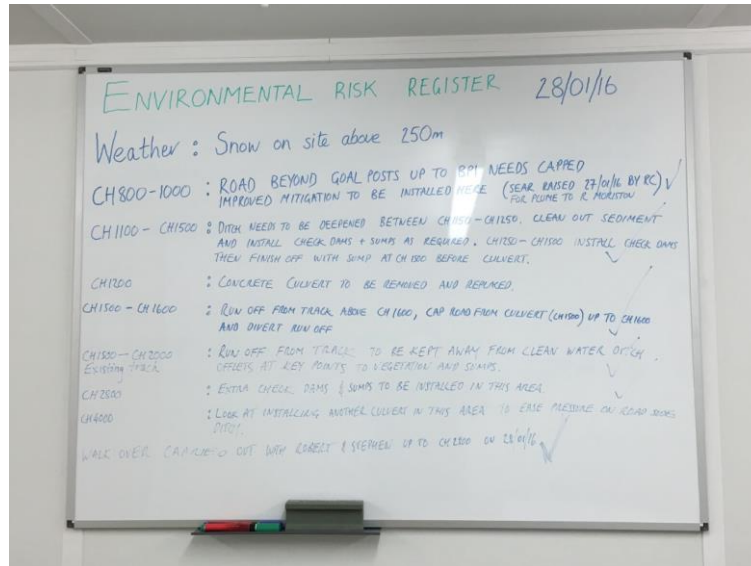 ENVIRONMENTAL RISK REGISTER 28/01/16
Weather : Snow on site above 250m
CH 800-1000 : ROAD BEYOND GOAL POSTS UP TO BP1 NEEDS CAPPED
IMPROVED MITIGATION TO BE INSTALLED HERE (SEAR RAISED 27/01/16 BY RC)
FOR PLUME TO R. MORISTON
CH 1100 - CH1500 : DITCH NEEDS TO BE DEEPENED BETWEEN CH1150-CH1250. CLEAN OUT SEDIMENT
AND INSTALL CHECK DAMS + SUMPS AS REQUIRED. CH1250-CH1500 INSTALL CHECK DAMS
THEN FINISH OFF WITH SUMP AT CH1500 BEFORE CULVERT.
CH1200 : CONCRETE CULVERT TO BE REMOVED AND REPLACED.
CH1500 - CH1600 : RUN OFF FROM TRACK ABOVE CH1600, CAP ROAD FROM CULVERT (CH1500) UP TO CH1600
AND DIVERT RUN OFF
CH1800 - CH2000 : RUN OFF FROM TRACK TO BE KEPT AWAY FROM CLEAN WATER DITCH.
Existing track OFFLETS AT KEY POINTS TO VEGETATION AND SUMPS.
: EXTRA CHECK DAMS & SUMPS TO BE INSTALLED IN THIS AREA
CH4000 : LOOK AT INSTALLING ANOTHER CULVERT IN THIS AREA TO EASE PRESSURE ON ROAD SIDE
DITCH.
WALK OVER CARRIED OUT WITH ROBERT & STEPHEN UP TO ON 28/01/16